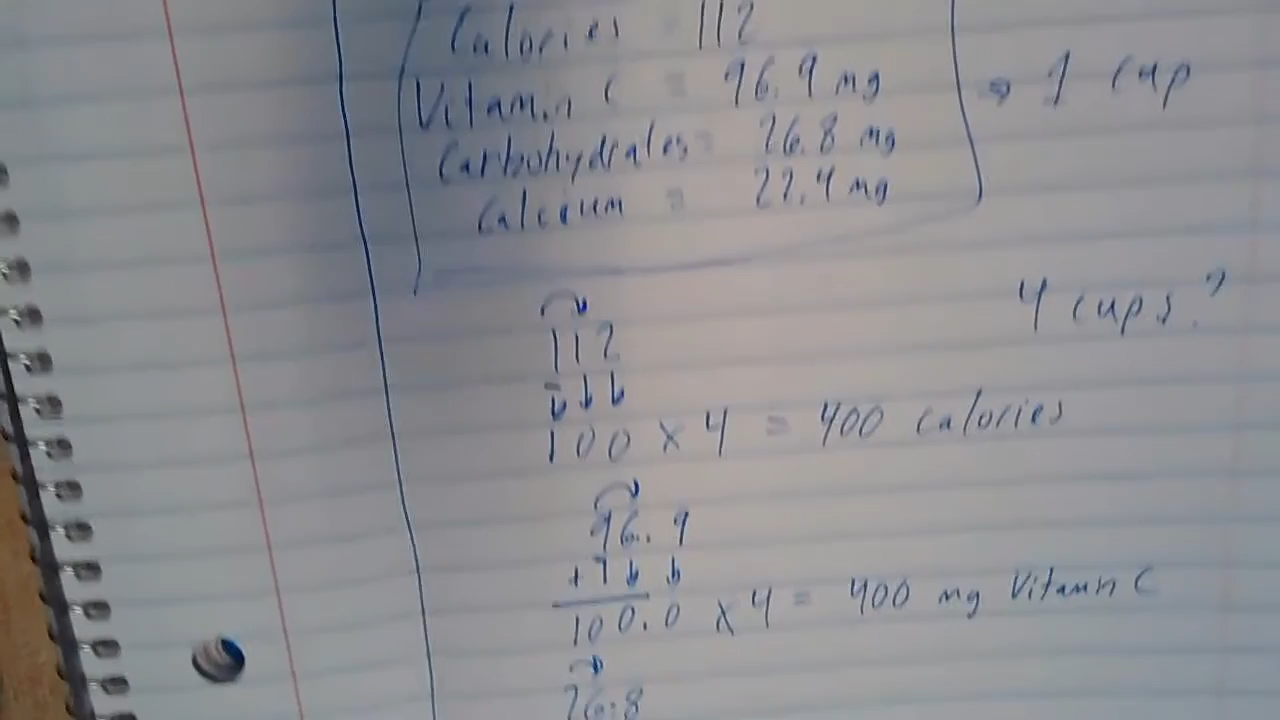 Calories 112
Vitamin C = 96.9 mg
Carbohydrates = 26.8 mg
Calcium = 22.4 mg
⇒ 1 cup
4 cups?
112
↓↓↓
100 x 4 = 400 calories
96.9
+1↓↓
100.0 x 4 = 400 mg Vitamin C
26.8